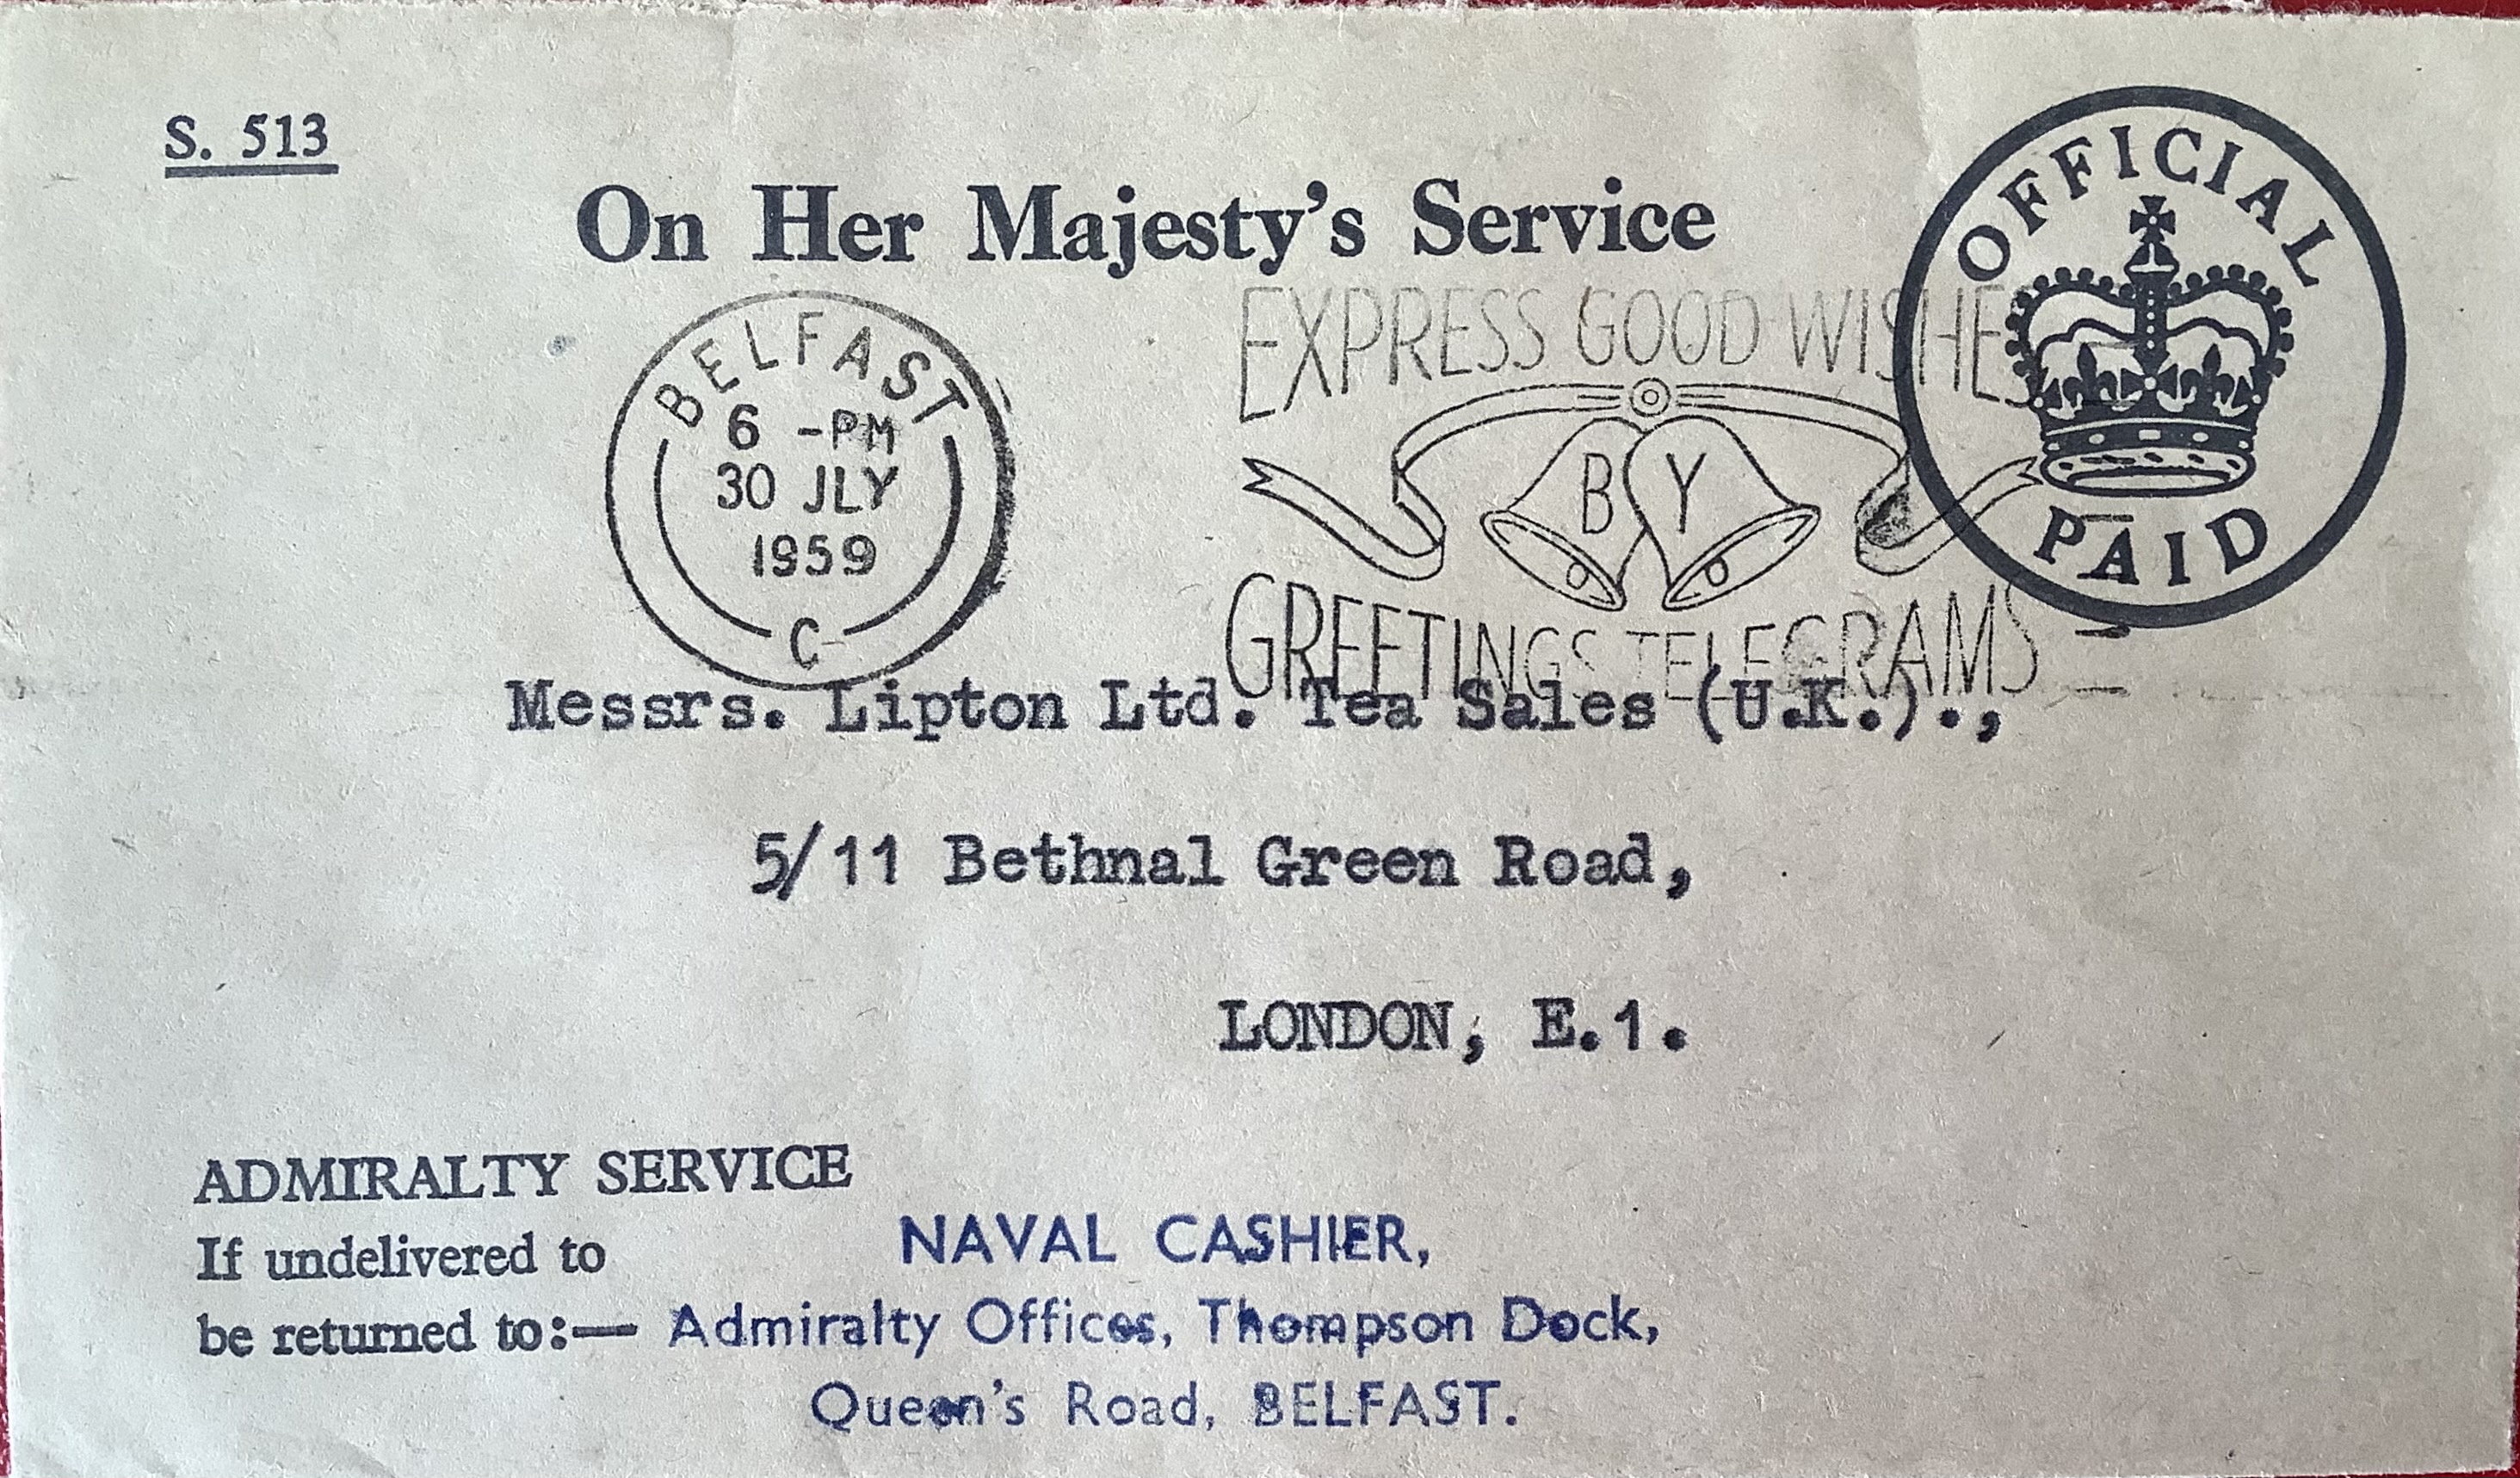 S. 513
On Her Majesty's Service
OFFICIAL
PAID
BELFAST
6 -PM
30 JLY
1959
C
EXPRESS GOOD WISHES
BY
GREETINGS TELEGRAMS
Messrs. Lipton Ltd. Tea Sales (U.K.).,
5/11 Bethnal Green Road,
LONDON, E.1.
ADMIRALTY SERVICE
If undelivered to
be returned to:—
NAVAL CASHIER,
Admiralty Offices, Thompson Dock,
Queen's Road, BELFAST.